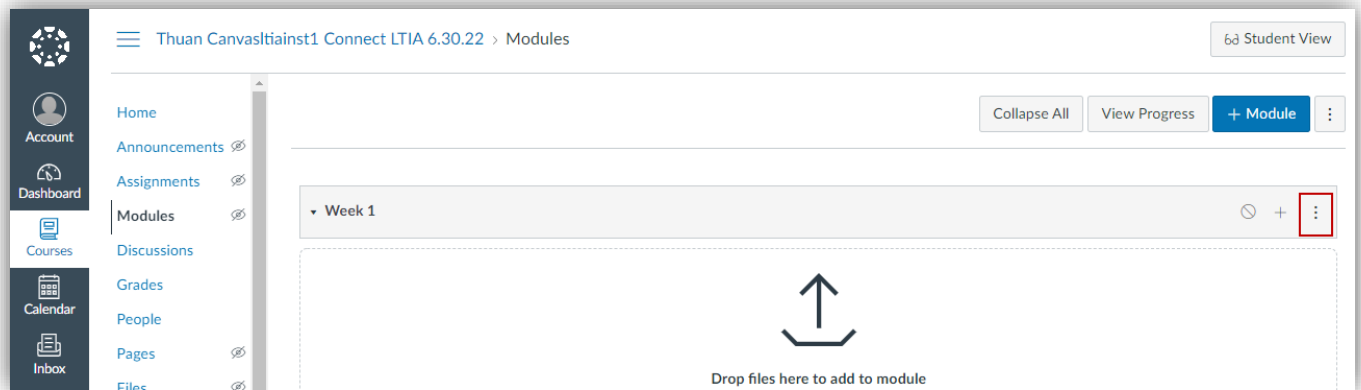 Thuan Canvasltiainst1 Connect LTIA 6.30.22 > Modules
Student View
Account
Dashboard
Courses
Calendar
Inbox
Home
Announcements
Assignments
Modules
Discussions
Grades
People
Pages
Files
Collapse All
View Progress
+ Module
Week 1
Drop files here to add to module